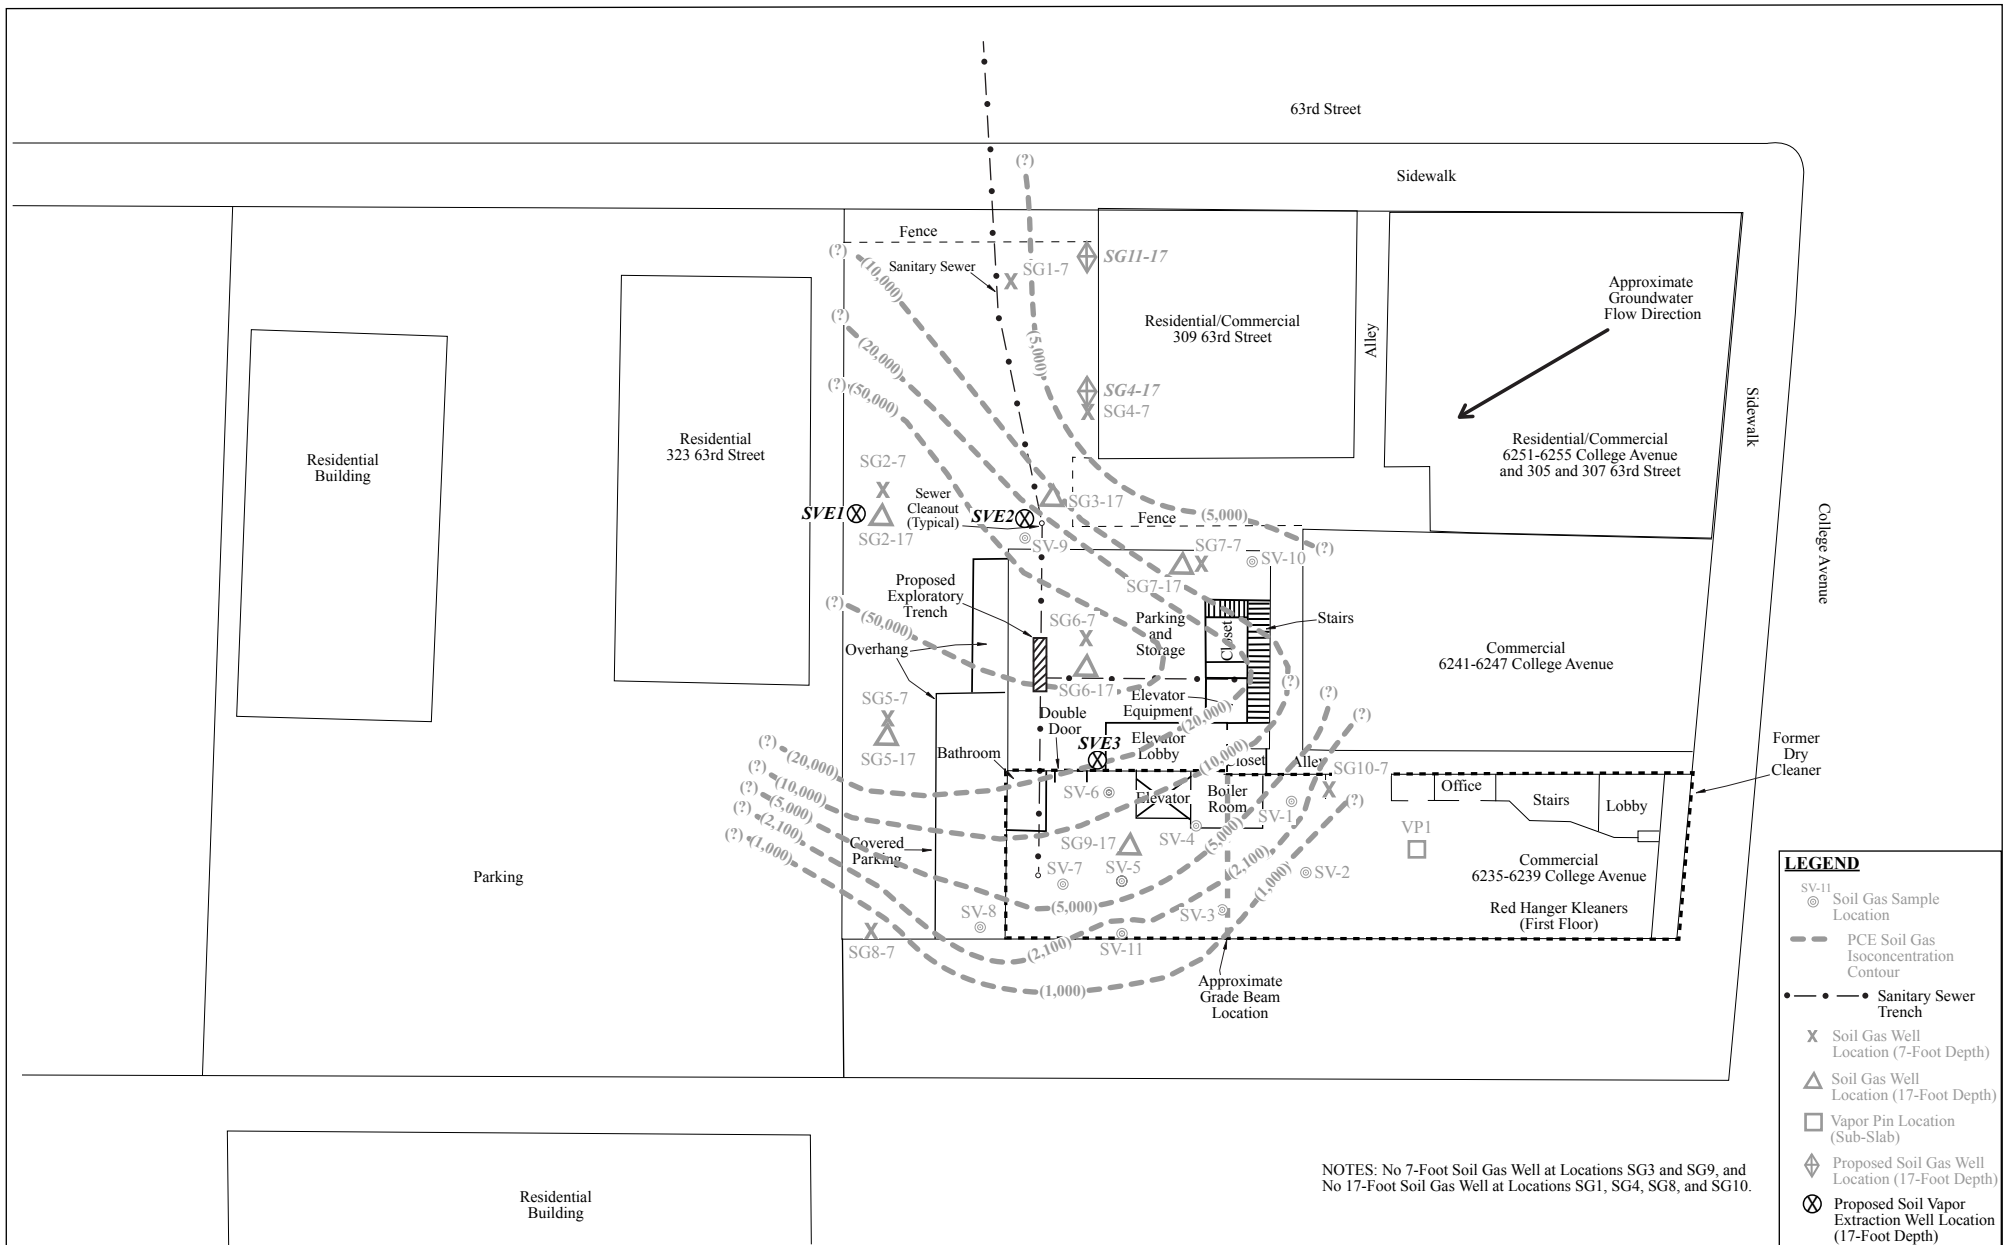 63rd Street
Sidewalk
(?)
Fence
(?)
(10,000)
Sanitary Sewer
SG1-7
SG11-17
Approximate
Groundwater
Flow Direction
(?)
(20,000)
(5,000)
Residential/Commercial
309 63rd Street
Alley
(?)
(50,000)
SG4-17
SG4-7
Sidewalk
Residential
323 63rd Street
Residential
Building
Residential/Commercial
6251-6255 College Avenue
and 305 and 307 63rd Street
SG2-7
Sewer
Cleanout
(Typical)
SVE1
SG2-17
SVE2
SG3-17
SV-9
Fence
(5,000)
(?)
College Avenue
SG7-7
SV-10
SG7-17
Proposed
Exploratory
Trench
(?)
(50,000)
SG6-7
Parking
and
Storage
Closet
Stairs
Overhang
Commercial
6241-6247 College Avenue
SG6-17
(?)
SG5-7
SG5-17
Elevator
Equipment
(20,000)
(?)
(?)
Double
Door
SVE3
Elevator
Lobby
(10,000)
Closet
Alley
SG10-7
Former
Dry
Cleaner
Bathroom
(?)
(20,000)
(?)
(10,000)
(?)
(5,000)
(?)
(2,100)
(?)
(1,000)
SV-6
Elevator
Boiler
Room
SV-1
(?)
Office
Stairs
Lobby
VP1
Covered
Parking
SG9-17
SV-4
(5,000)
SV-7
SV-5
(2,100)
(1,000)
SV-2
Commercial
6235-6239 College Avenue
Red Hanger Kleaners
(First Floor)
Parking
SG8-7
SV-8
(5,000)
SV-3
(2,100)
SV-11
(1,000)
Approximate
Grade Beam
Location
LEGEND
SV-11
Soil Gas Sample
Location
PCE Soil Gas
Isoconcentration
Contour
Sanitary Sewer
Trench
Soil Gas Well
Location (7-Foot Depth)
Soil Gas Well
Location (17-Foot Depth)
Vapor Pin Location
(Sub-Slab)
Proposed Soil Gas Well
Location (17-Foot Depth)
Proposed Soil Vapor
Extraction Well Location
(17-Foot Depth)
NOTES: No 7-Foot Soil Gas Well at Locations SG3 and SG9, and
No 17-Foot Soil Gas Well at Locations SG1, SG4, SG8, and SG10.
Residential
Building